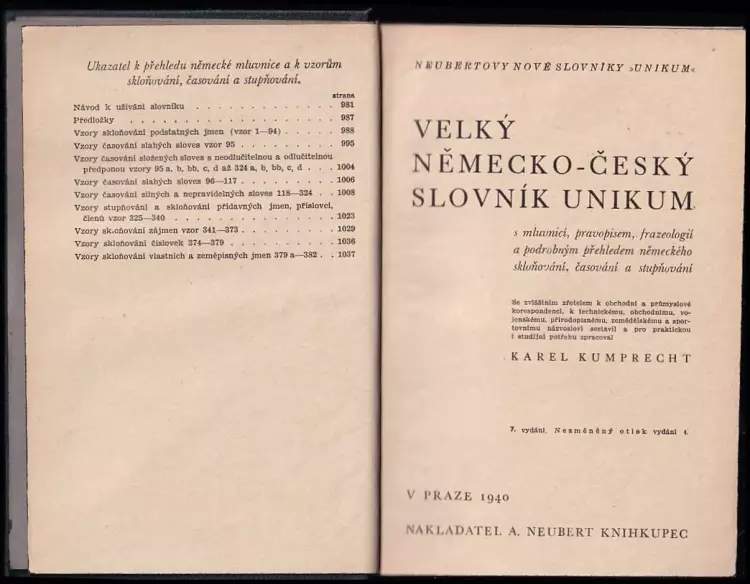 Ukazatel k přehledu německé mluvnice a k vzorům
skloňování, časování a stupňování.
strana
Návod k užívání slovníku . . . . . . . . . . . 981
Předložky . . . . . . . . . . . . . . . . 987
Vzory skloňování podstatných jmen (vzor 1—94) . . . . . 988
Vzory časování slabých sloves vzor 95 . . . . . . . . 995
Vzory časování složených sloves s neodlučitelnou a odlučitelnou
předponou vzory 95 a, b, bb, c, d až 324 a, b, bb, c, d . . . 1004
Vzory časování slabých sloves 96—117 . . . . . . . . 1006
Vzory časování silných a nepravidelných sloves 118—324 . . 1008
Vzory stupňování a skloňování přídavných jmen, příslovcí,
členů vzor 325—340 . . . . . . . . . . . . 1023
Vzory skloňování zájmen vzor 341—373 . . . . . . . . 1029
Vzory skloňování číslovek 374—379 . . . . . . . . . 1036
Vzory skloňování vlastních a zeměpisných jmen 379 a—382 . . 1037
NEUBERTOVY NOVÉ SLOVNÍKY »UNIKUM«
VELKÝ
NĚMECKO-ČESKÝ
SLOVNÍK UNIKUM
s mluvnicí, pravopisem, frazeologií
a podrobným přehledem německého
skloňování, časování a stupňování
Se zvláštním zřetelem k obchodní a průmyslové
korespondenci, k technickému, obchodnímu, vo-
jenskému, přírodopisnému, zemědělskému a spor-
tovnímu názvosloví sestavil a pro praktickou
i studijní potřebu zpracoval
KAREL KUMPRECHT
7. vydání. Nezměněný otisk vydání 4.
V PRAZE 1940
NAKLADATEL A. NEUBERT KNIHKUPEC